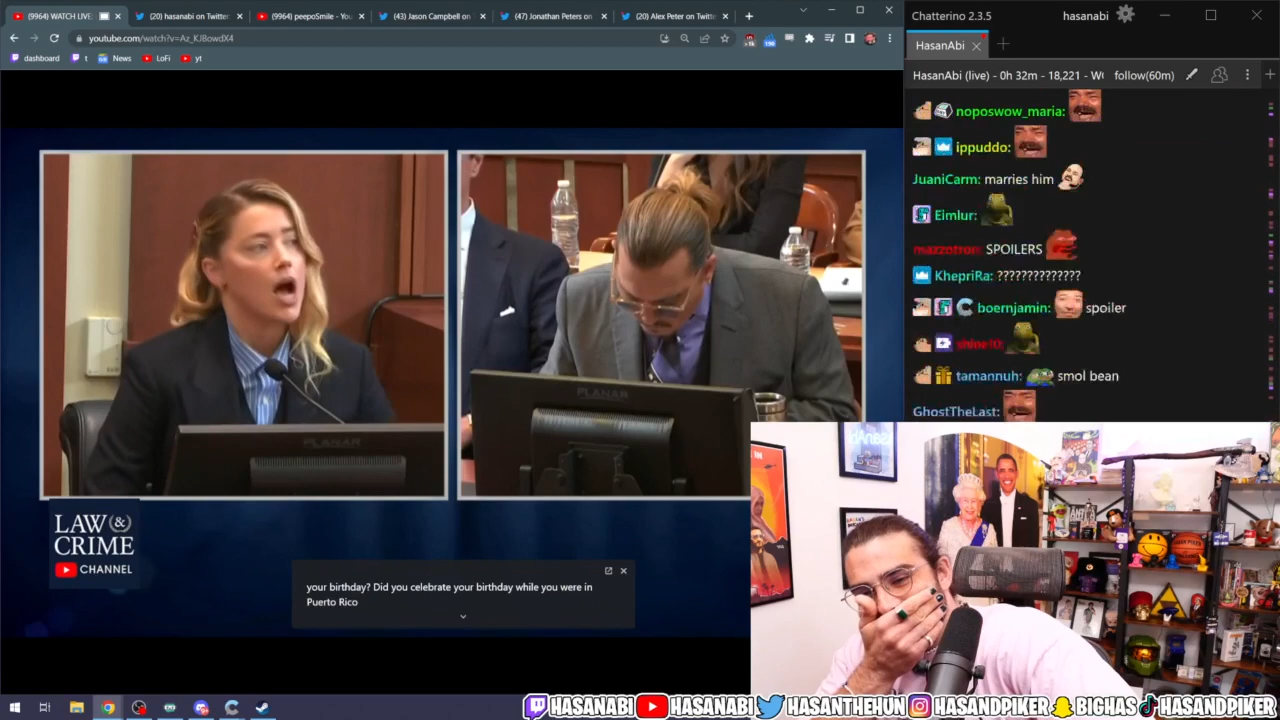 (9964) WATCH LIVE:
(20) hasanabi on Twitter
(9964) peepoSmile - You
(43) Jason Campbell on
(47) Jonathan Peters on
(20) Alex Peter on Twitte
youtube.com/watch?v=Az_KJBowdX4
dashboard
t
News
LoFi
yt
Chatterino 2.3.5
hasanabi
HasanAbi
HasanAbi (live) - 0h 32m - 18,221 - W
follow(60m)
noposwow_maria:
ippuddo:
JuaniCarm: marries him
Eimlur:
mazzotron: SPOILERS
KhepriRa: ??????????????
boernjamin: spoiler
tamannuh: smol bean
GhostTheLast:
PLANAR
PLANAR
LAW &
CRIME
CHANNEL
your birthday? Did you celebrate your birthday while you were in
Puerto Rico
HASANABI
HASANABI
HASANTHEHUN
HASANDPIKER
BIGHAS
HASANDPIKER